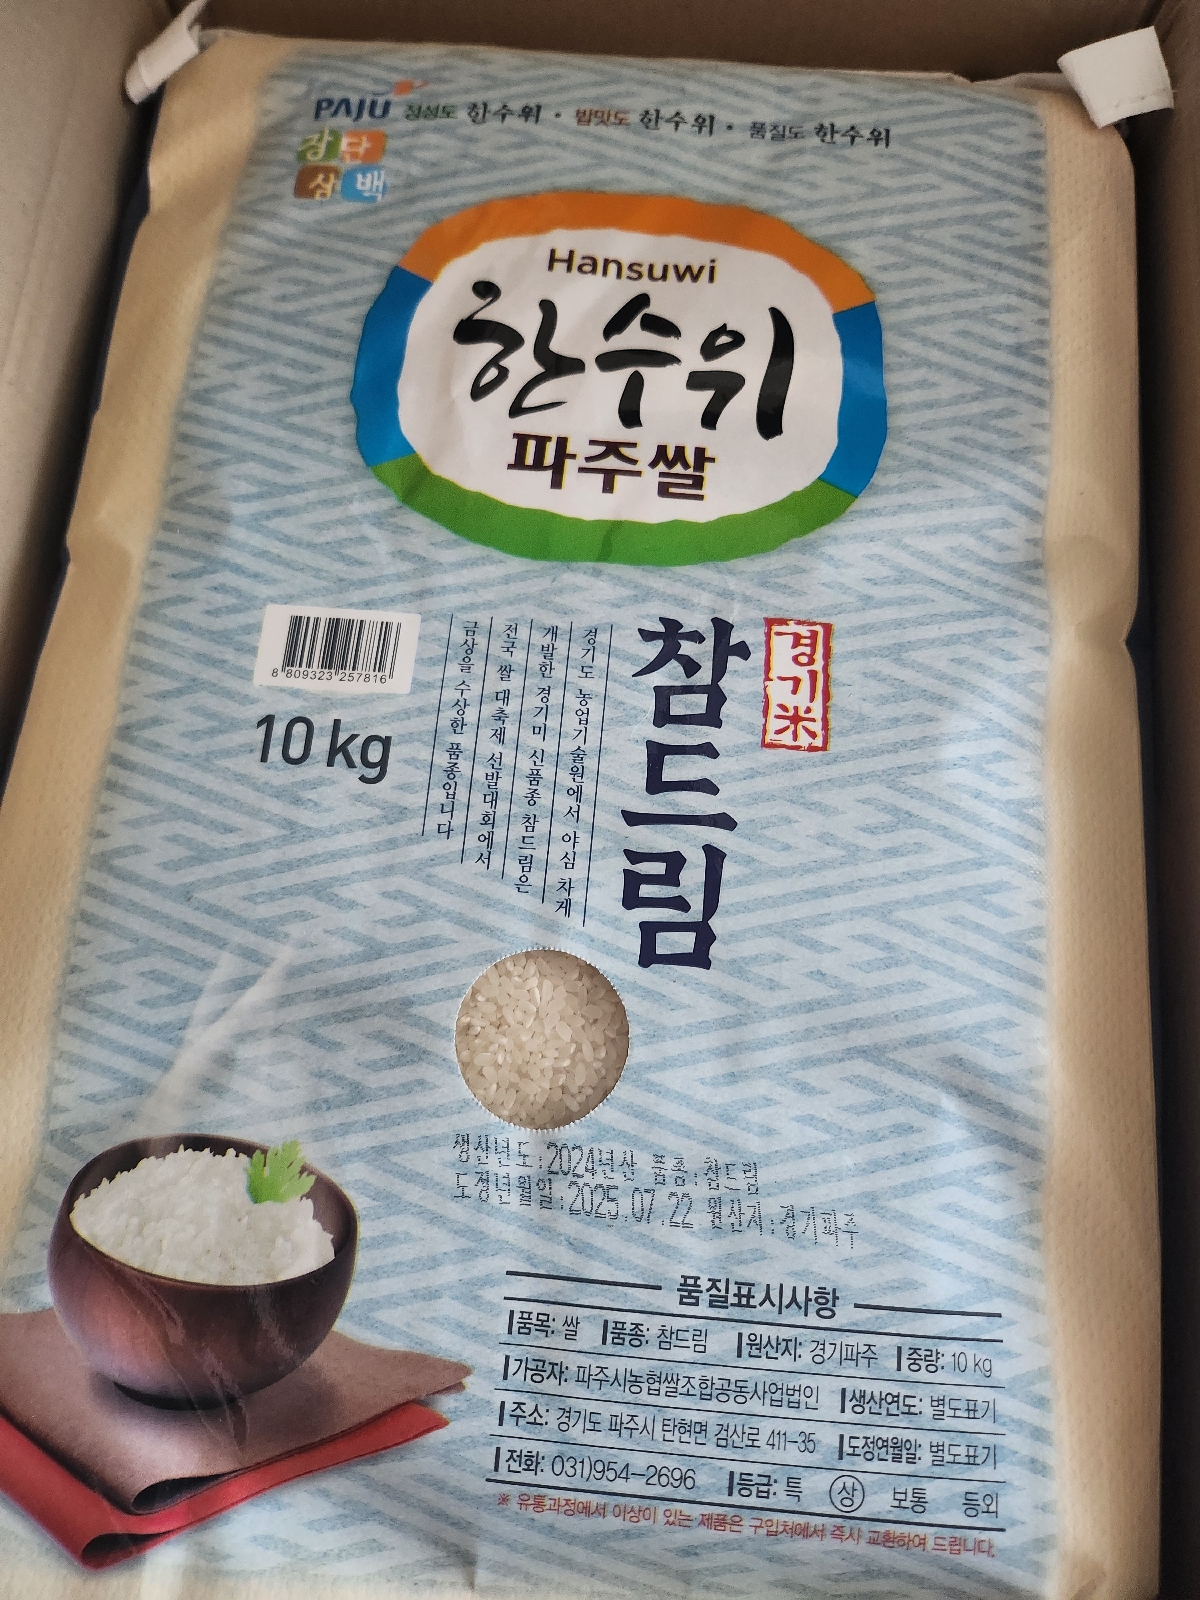 PAJU 정성도 한수위 · 밥맛도 한수위 · 품질도 한수위
장단
삼백
Hansuwi
한수위
파주쌀
경기米
참드림
경기도 농업기술원에서 야심 차게
개발한 경기미 신품종 참드림은
전국 쌀 대축제 선발대회에서
금상을 수상한 품종입니다
8 809323 257816
10 kg
생산년도:2024년산 품종:참드림
도정년월일:2025.07.22 원산지:경기파주
품질표시사항
품목: 쌀 품종: 참드림 원산지: 경기파주 중량: 10 kg
가공자: 파주시농협쌀조합공동사업법인 생산연도: 별도표기
주소: 경기도 파주시 탄현면 검산로 411-35 도정연월일: 별도표기
전화: 031)954-2696 등급: 특 상 보통 등외
※ 유통과정에서 이상이 있는 제품은 구입처에서 즉시 교환하여 드립니다.